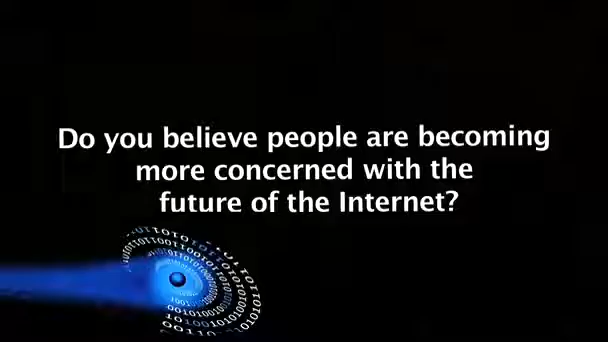 Do you believe people are becoming
more concerned with the
future of the Internet?